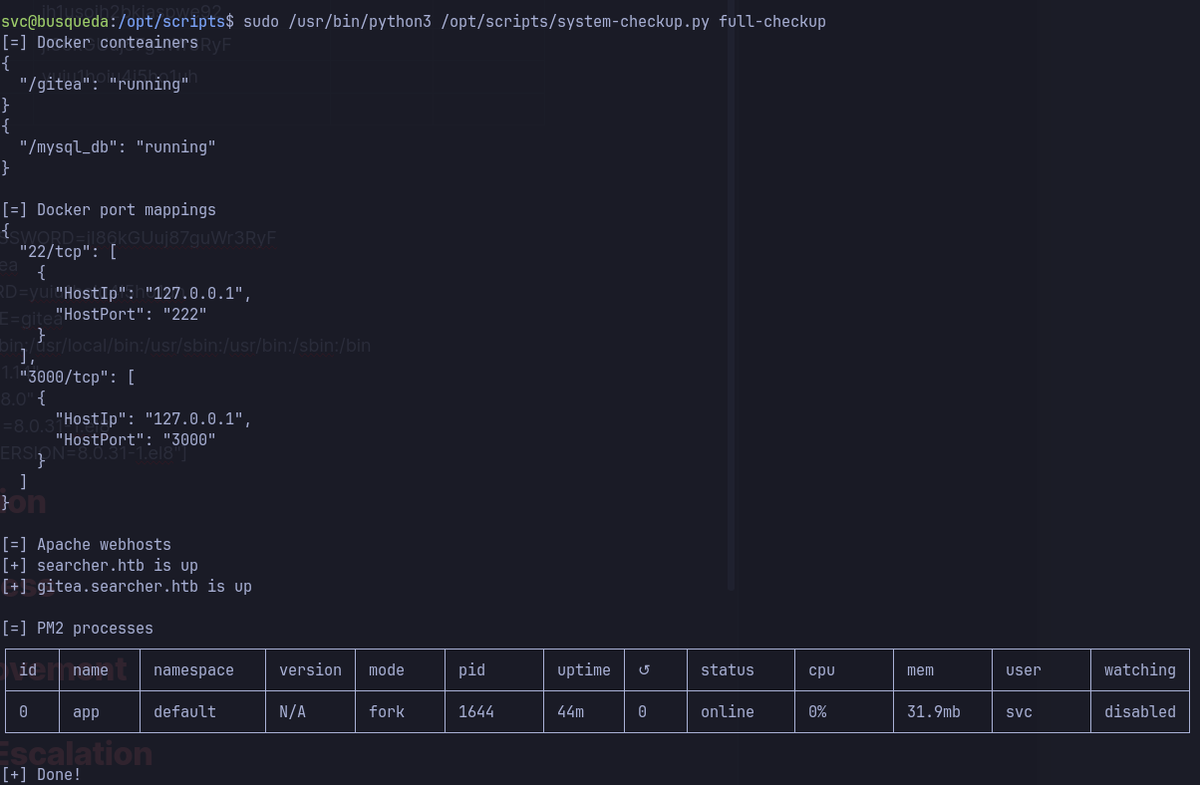 svc@busqueda:/opt/scripts$ sudo /usr/bin/python3 /opt/scripts/system-checkup.py full-checkup
[=] Docker conteainers
{
  "/gitea": "running"
}
{
  "/mysql_db": "running"
}
[=] Docker port mappings
{
  "22/tcp": [
    {
      "HostIp": "127.0.0.1",
      "HostPort": "222"
    }
  ],
  "3000/tcp": [
    {
      "HostIp": "127.0.0.1",
      "HostPort": "3000"
    }
  ]
}
[=] Apache webhosts
[+] searcher.htb is up
[+] gitea.searcher.htb is up
[=] PM2 processes
id name namespace version mode pid uptime ↺ status cpu mem user watching
0 app default N/A fork 1644 44m 0 online 0% 31.9mb svc disabled
Escalation
[+] Done!